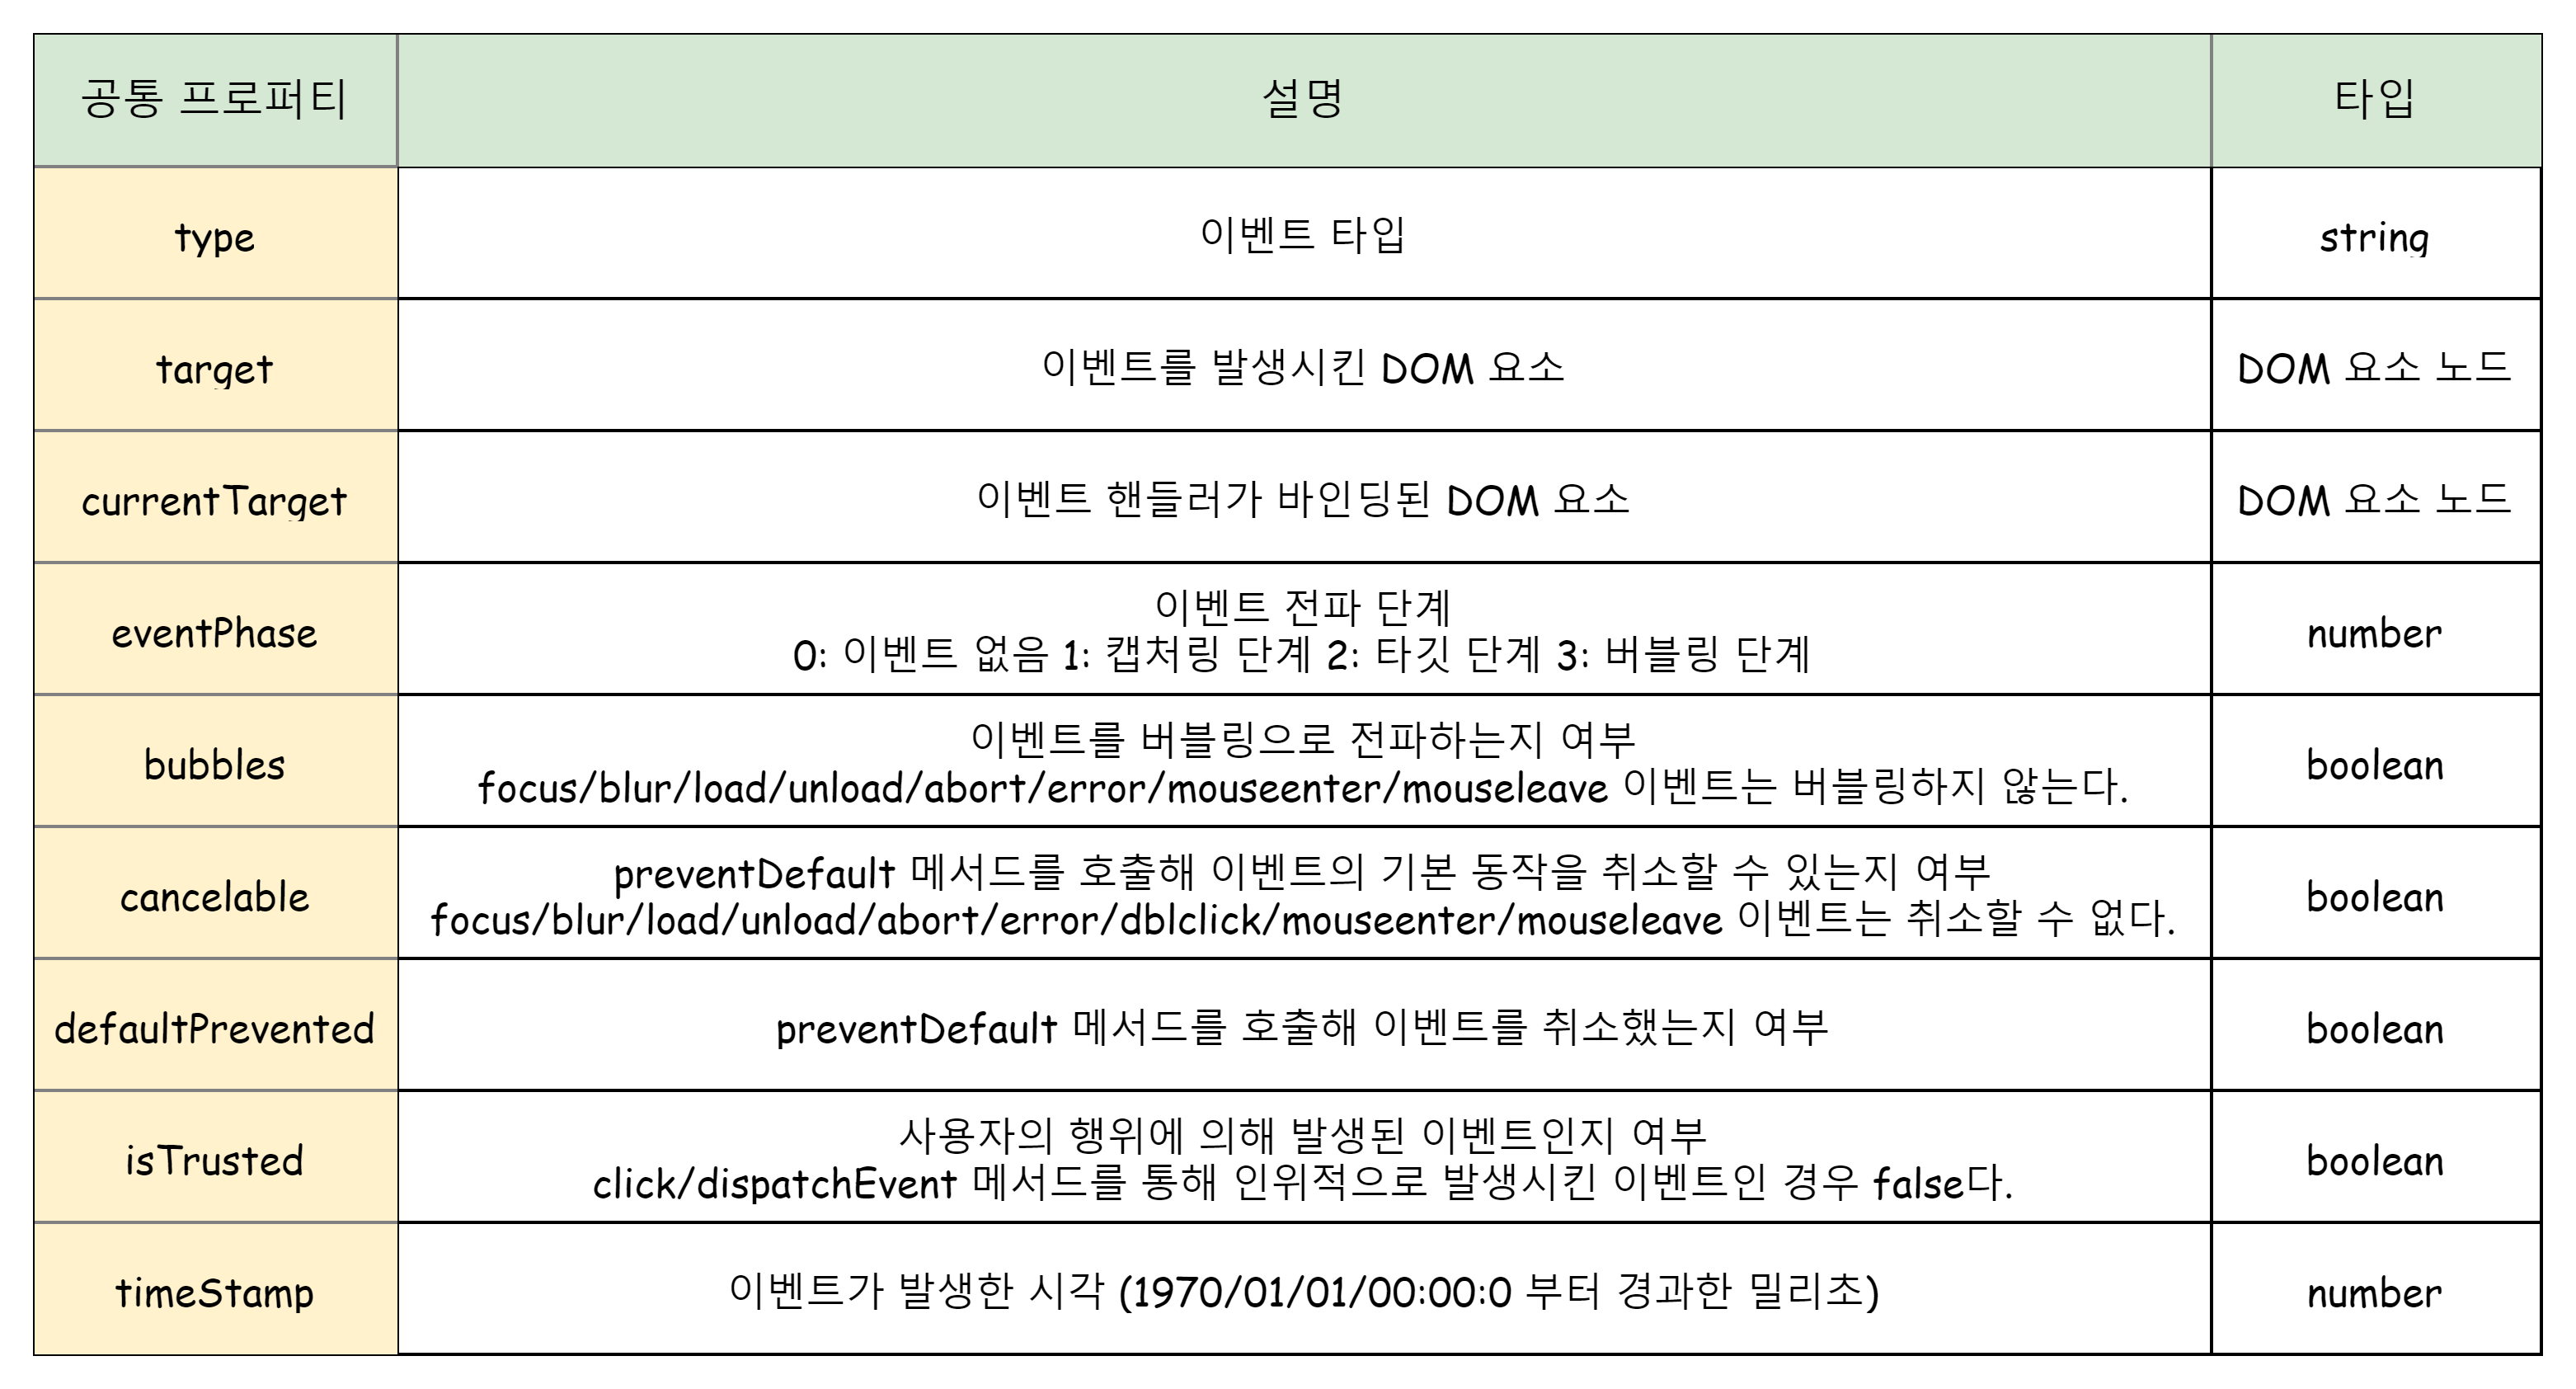 공통 프로퍼티 설명 타입
type 이벤트 타입 string
target 이벤트를 발생시킨 DOM 요소 DOM 요소 노드
currentTarget 이벤트 핸들러가 바인딩된 DOM 요소 DOM 요소 노드
eventPhase 이벤트 전파 단계
0: 이벤트 없음 1: 캡처링 단계 2: 타깃 단계 3: 버블링 단계 number
bubbles 이벤트를 버블링으로 전파하는지 여부
focus/blur/load/unload/abort/error/mouseenter/mouseleave 이벤트는 버블링하지 않는다. boolean
cancelable preventDefault 메서드를 호출해 이벤트의 기본 동작을 취소할 수 있는지 여부
focus/blur/load/unload/abort/error/dblclick/mouseenter/mouseleave 이벤트는 취소할 수 없다. boolean
defaultPrevented preventDefault 메서드를 호출해 이벤트를 취소했는지 여부 boolean
isTrusted 사용자의 행위에 의해 발생된 이벤트인지 여부
click/dispatchEvent 메서드를 통해 인위적으로 발생시킨 이벤트인 경우 false다. boolean
timeStamp 이벤트가 발생한 시각 (1970/01/01/00:00:0 부터 경과한 밀리초) number